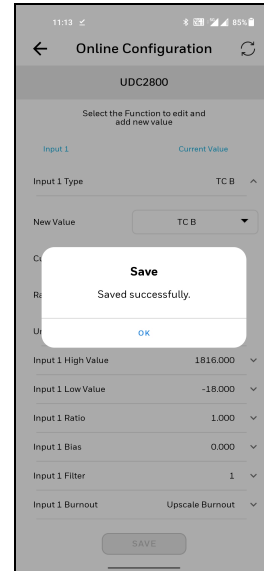 11:13
85%
Online Configuration
UDC2800
Select the Function to edit and
add new value
Input 1 Current Value
Input 1 Type TC B
New Value TC B
Save
Saved successfully.
OK
Input 1 High Value 1816.000
Input 1 Low Value -18.000
Input 1 Ratio 1.000
Input 1 Bias 0.000
Input 1 Filter 1
Input 1 Burnout Upscale Burnout
SAVE